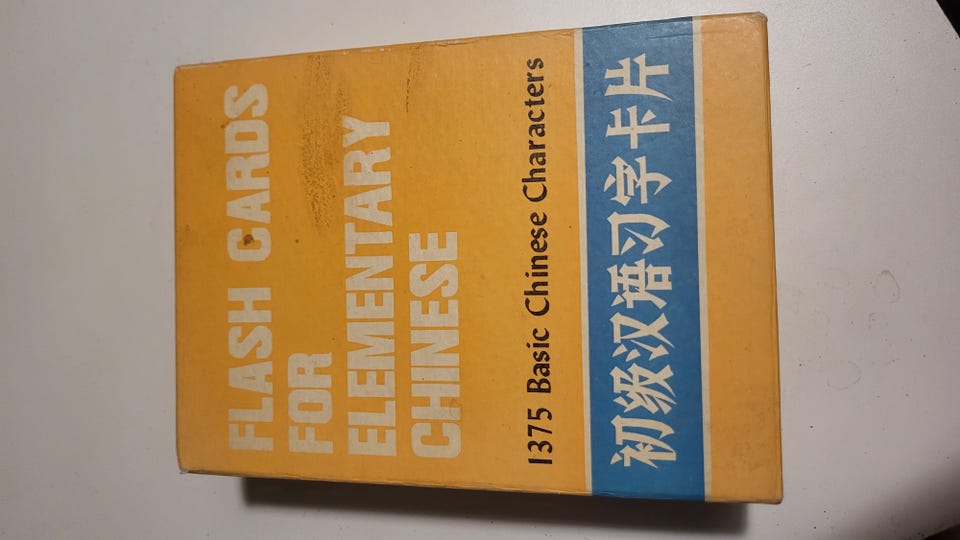 FLASH CARDS
FOR
ELEMENTARY
CHINESE
1375 Basic Chinese Characters
初级汉语习字卡片